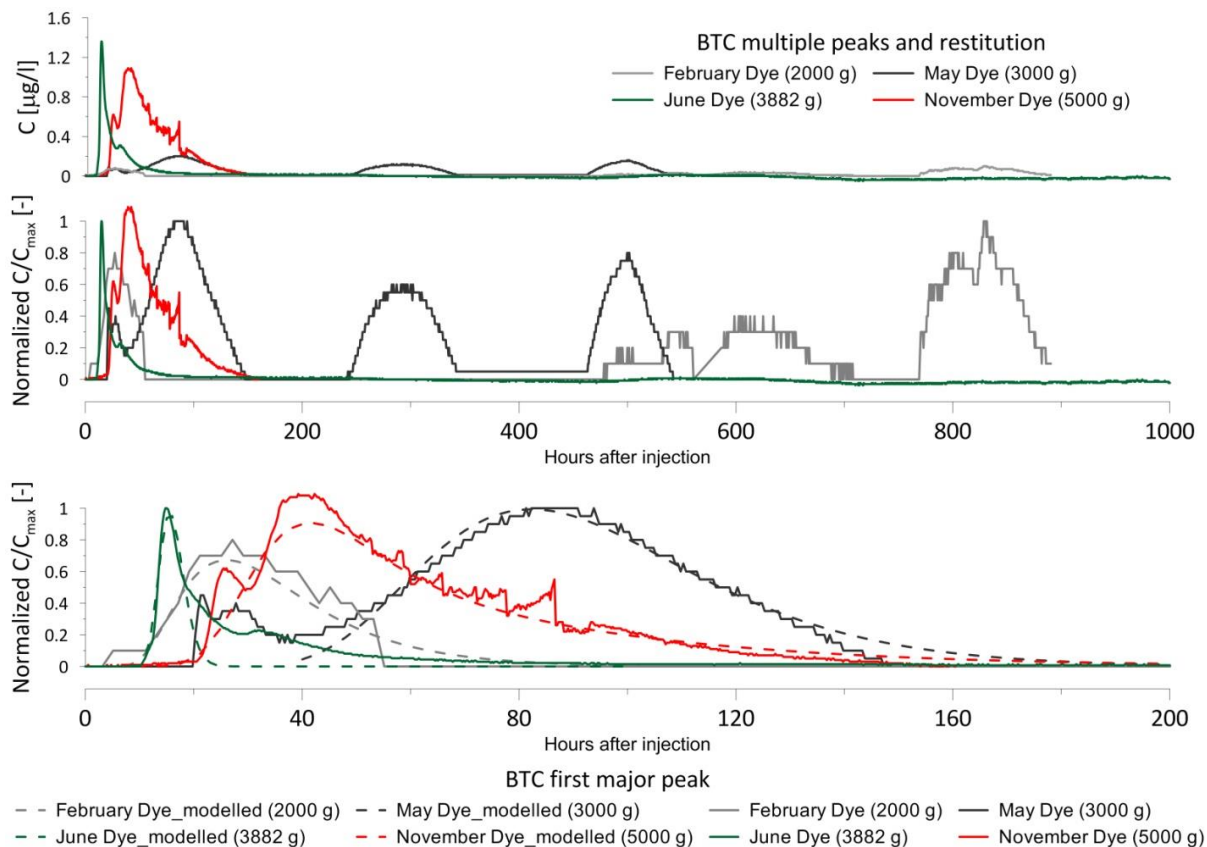 1.6
1.2
0.8
0.4
0
C [µg/l]
BTC multiple peaks and restitution
February Dye (2000 g) May Dye (3000 g)
June Dye (3882 g) November Dye (5000 g)
1
0.8
0.6
0.4
0.2
0
Normalized C/Cmax [-]
0 200 400 600 800 1000
Hours after injection
1
0.8
0.6
0.4
0.2
0
Normalized C/Cmax [-]
0 40 80 120 160 200
Hours after injection
BTC first major peak
February Dye_modelled (2000 g) May Dye_modelled (3000 g) February Dye (2000 g) May Dye (3000 g)
June Dye_modelled (3882 g) November Dye_modelled (5000 g) June Dye (3882 g) November Dye (5000 g)